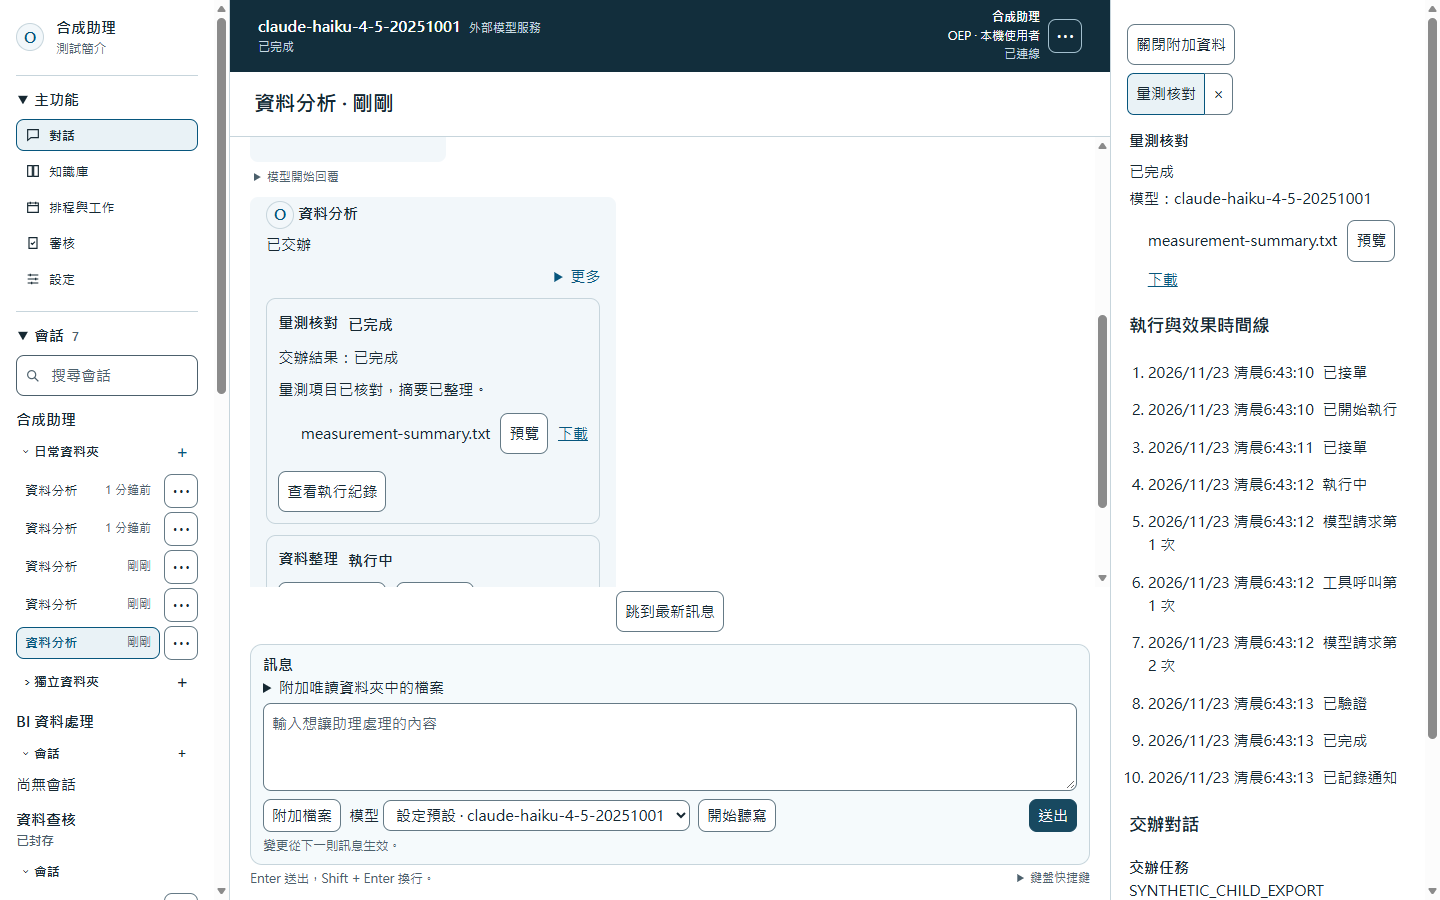 O
合成助理
測試簡介
▼ 主功能
對話
知識庫
排程與工作
審核
設定
▼ 會話 7
搜尋會話
合成助理
日常資料夾 +
資料分析 1 分鐘前 ...
資料分析 1 分鐘前 ...
資料分析 剛剛 ...
資料分析 剛剛 ...
資料分析 剛剛 ...
獨立資料夾 +
BI 資料處理
會話 +
尚無會話
資料查核
已封存
會話
claude-haiku-4-5-20251001 外部模型服務
已完成
合成助理
OEP · 本機使用者
已連線
...
資料分析 · 剛剛
▶ 模型開始回覆
O 資料分析
已交辦
▶ 更多
量測核對 已完成
交辦結果：已完成
量測項目已核對，摘要已整理。
measurement-summary.txt 預覽 下載
查看執行紀錄
資料整理 執行中
跳到最新訊息
訊息
▶ 附加唯讀資料夾中的檔案
輸入想讓助理處理的內容
附加檔案 模型 設定預設 · claude-haiku-4-5-20251001 開始聽寫 送出
變更從下一則訊息生效。
Enter 送出，Shift + Enter 換行。 ▶ 鍵盤快捷鍵
關閉附加資料
量測核對 ×
量測核對
已完成
模型：claude-haiku-4-5-20251001
measurement-summary.txt 預覽
下載
執行與效果時間線
1. 2026/11/23 清晨6:43:10 已接單
2. 2026/11/23 清晨6:43:10 已開始執行
3. 2026/11/23 清晨6:43:11 已接單
4. 2026/11/23 清晨6:43:12 執行中
5. 2026/11/23 清晨6:43:12 模型請求第
1 次
6. 2026/11/23 清晨6:43:12 工具呼叫第
1 次
7. 2026/11/23 清晨6:43:12 模型請求第
2 次
8. 2026/11/23 清晨6:43:13 已驗證
9. 2026/11/23 清晨6:43:13 已完成
10. 2026/11/23 清晨6:43:13 已記錄通知
交辦對話
交辦任務
SYNTHETIC_CHILD_EXPORT